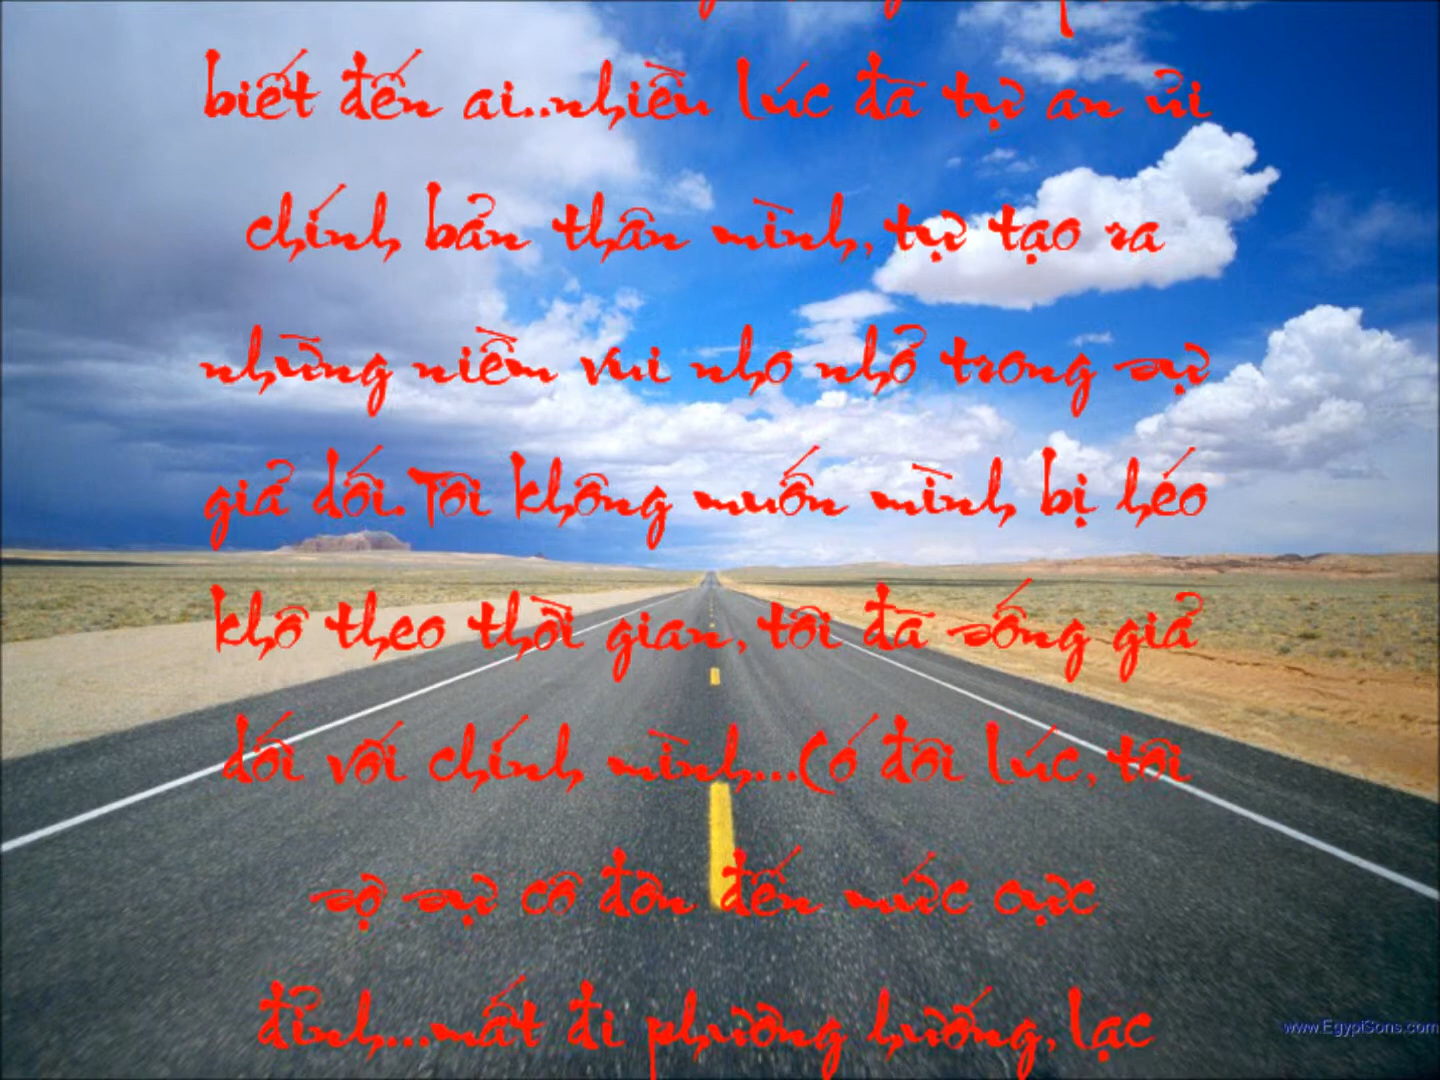 biết đến ai..nhiều lúc đã tự an ủi
chính bản thân mình, tự tạo ra
những niềm vui nho nhỏ trong sự
giả dối. Tôi không muốn mình bị héo
khô theo thời gian, tôi đã sống giả
dối với chính mình...Có đôi lúc, tôi
sợ sự cô đơn đến mức cực
đỉnh...mất đi phương hướng, lạc
www.EgypiSons.com